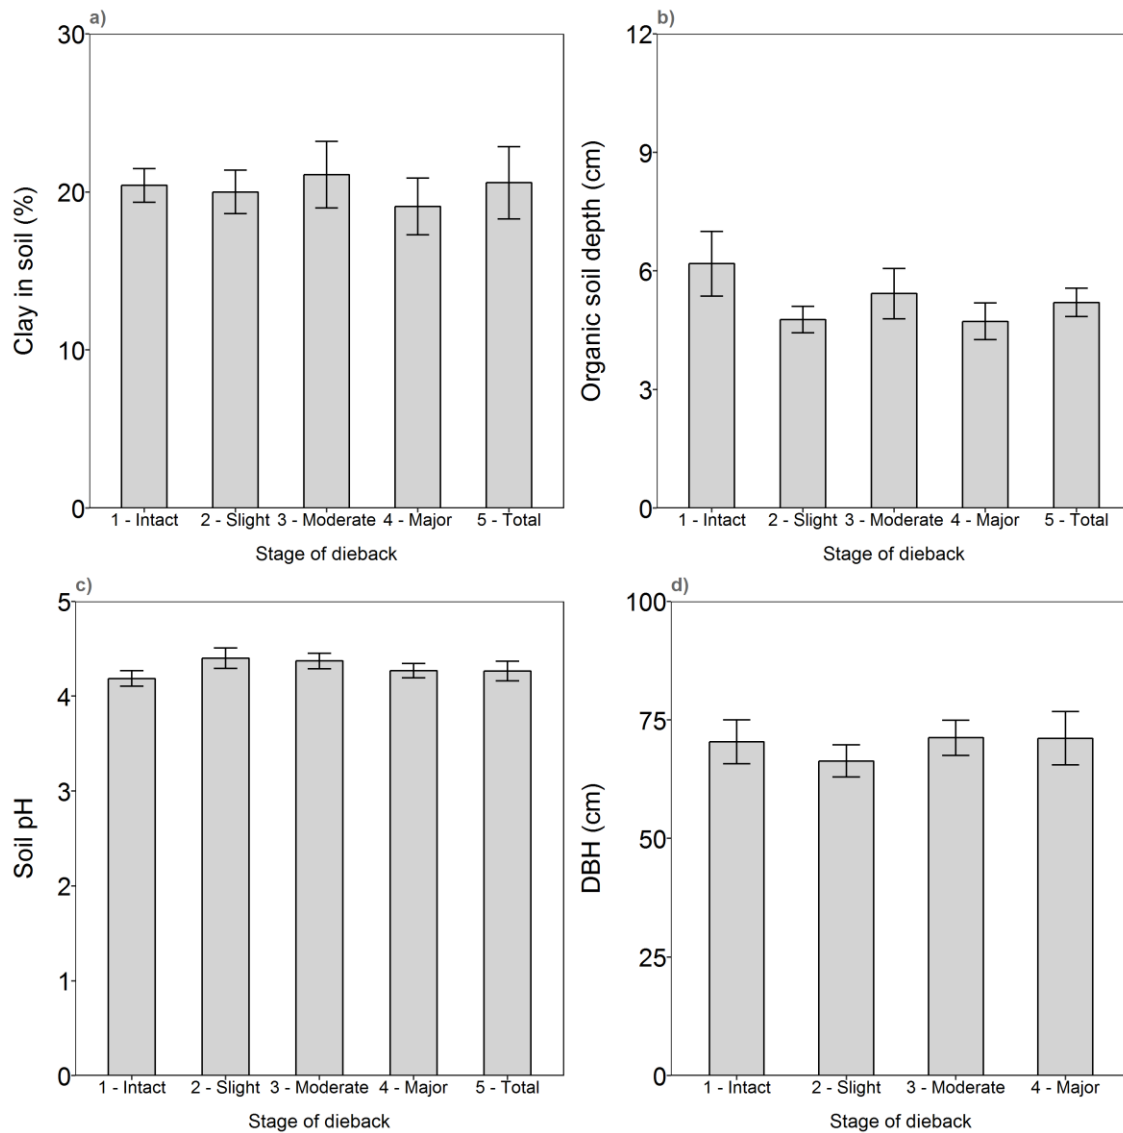 a)
Clay in soil (%)
30
20
10
0
1 - Intact 2 - Slight 3 - Moderate 4 - Major 5 - Total
Stage of dieback
b)
Organic soil depth (cm)
12
9
6
3
0
1 - Intact 2 - Slight 3 - Moderate 4 - Major 5 - Total
Stage of dieback
c)
Soil pH
5
4
3
2
1
0
1 - Intact 2 - Slight 3 - Moderate 4 - Major 5 - Total
Stage of dieback
d)
DBH (cm)
100
75
50
25
0
1 - Intact 2 - Slight 3 - Moderate 4 - Major
Stage of dieback